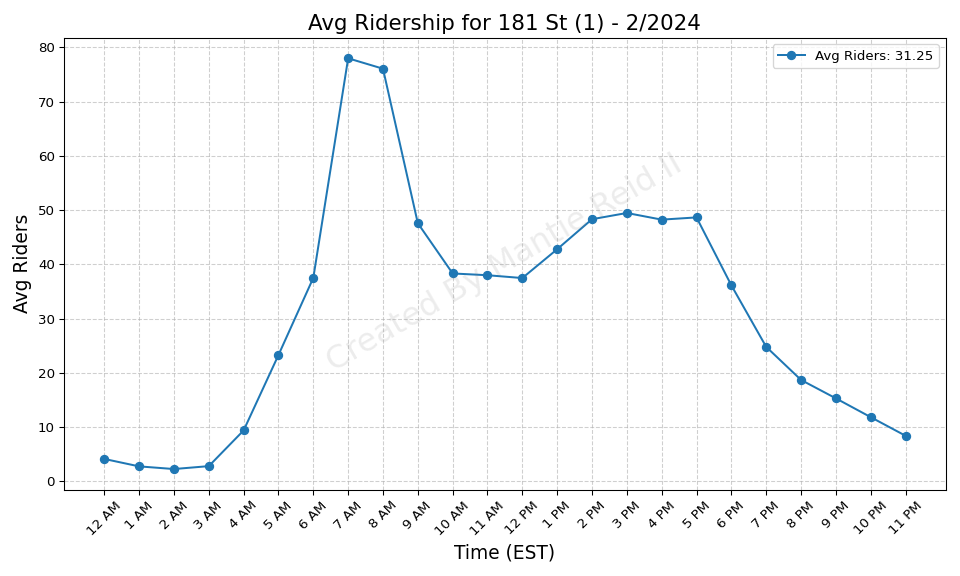 Avg Ridership for 181 St (1) - 2/2024
Avg Riders: 31.25
80
70
60
50
40
30
20
10
0
Avg Riders
Created By Mantie Reid II
12 AM
1 AM
2 AM
3 AM
4 AM
5 AM
6 AM
7 AM
8 AM
9 AM
10 AM
11 AM
12 PM
1 PM
2 PM
3 PM
4 PM
5 PM
6 PM
7 PM
8 PM
9 PM
10 PM
11 PM
Time (EST)